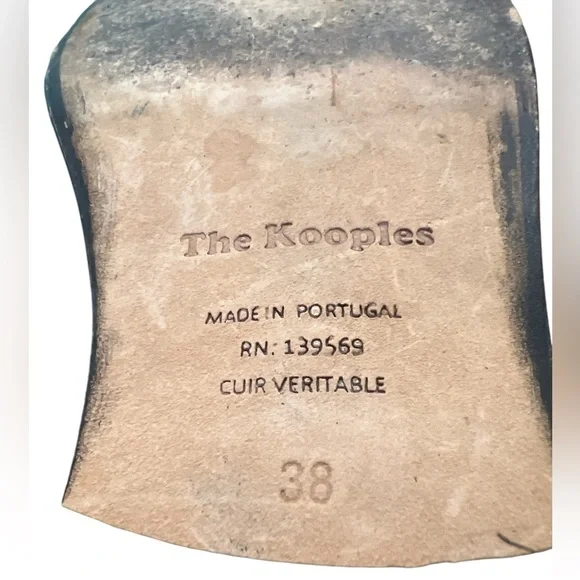 The Kooples
MADE IN PORTUGAL
RN: 139569
CUIR VERITABLE
38